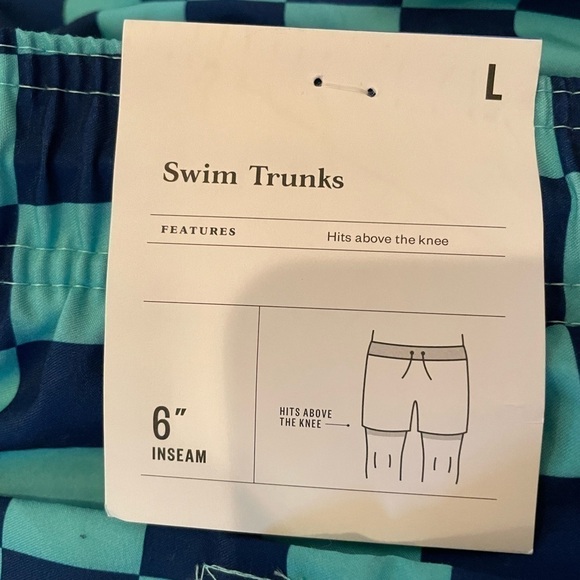 L
Swim Trunks
FEATURES Hits above the knee
6" INSEAM
HITS ABOVE
THE KNEE